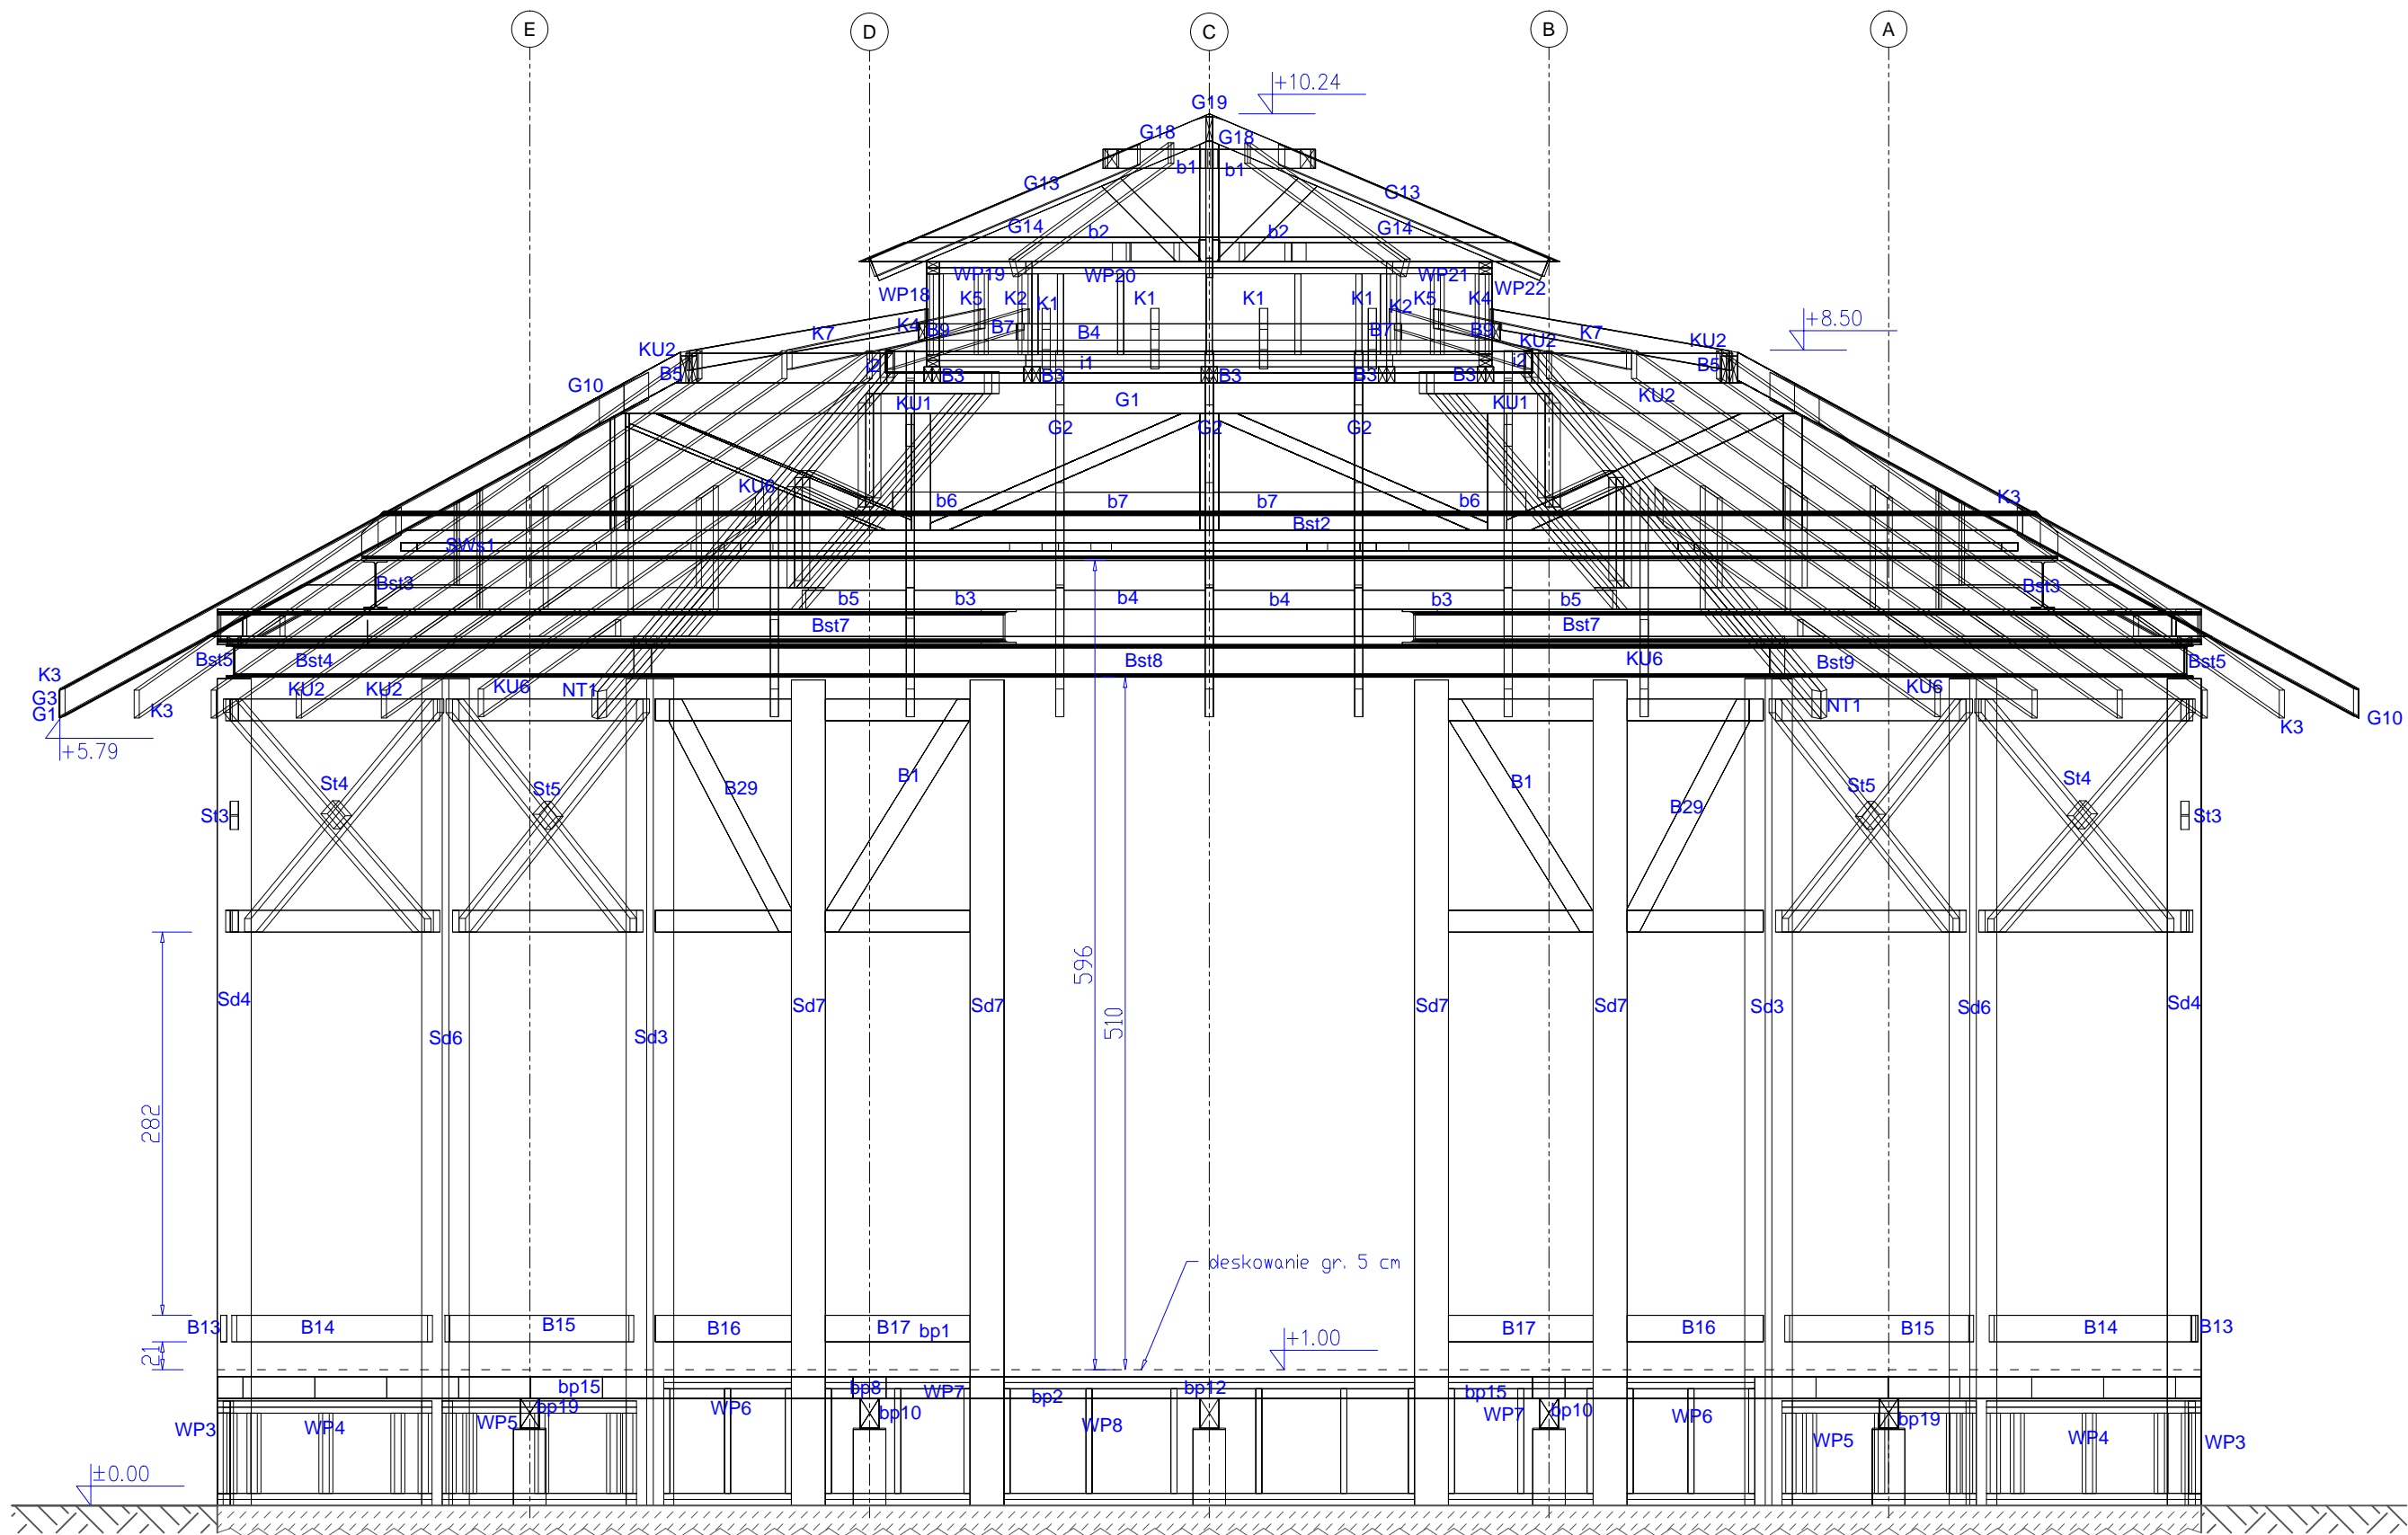 E D C B A
+10.24
G19
G18 G18
b1 b1
G13 G13
G14 b2 b2 G14
WP19 WP20 WP21
WP18 K5 K2 K1 K1 K1 K1 K2 K5 K4 WP22
+8.50
K7 K4 B9 B7 B4 B7 B9 KU2 K7 KU2
KU2 B5 i2 B3 B3 i1 B3 B3 B3 i2 B5
G10 KU1 G1 KU1 KU2
G2 G2 G2
KU6 b6 b7 b7 b6 K3
Bst2
SWs1
Bst3 Bst3
b5 b3 b4 b4 b3 b5
Bst7 Bst7
Bst5 Bst4 Bst8 KU6 Bst9 Bst5
K3 KU2 KU2 KU6 NT1 KU6
G3
G1 K3 NT1 K3 G10
+5.79
St4 St5 B29 B1 B1 B29 St5 St4
St3 St3
596
510
282
Sd4 Sd6 Sd3 Sd7 Sd7 Sd7 Sd7 Sd3 Sd6 Sd4
deskowanie gr. 5 cm
B13 B14 B15 B16 B17 bp1 B17 B16 B15 B14 B13
21
+1.00
bp15 bp8 WP7 bp2 bp12 bp15
WP3 WP4 WP5 bp19 WP6 bp10 WP8 WP7 bp10 WP6 WP5 bp19 WP4 WP3
±0.00